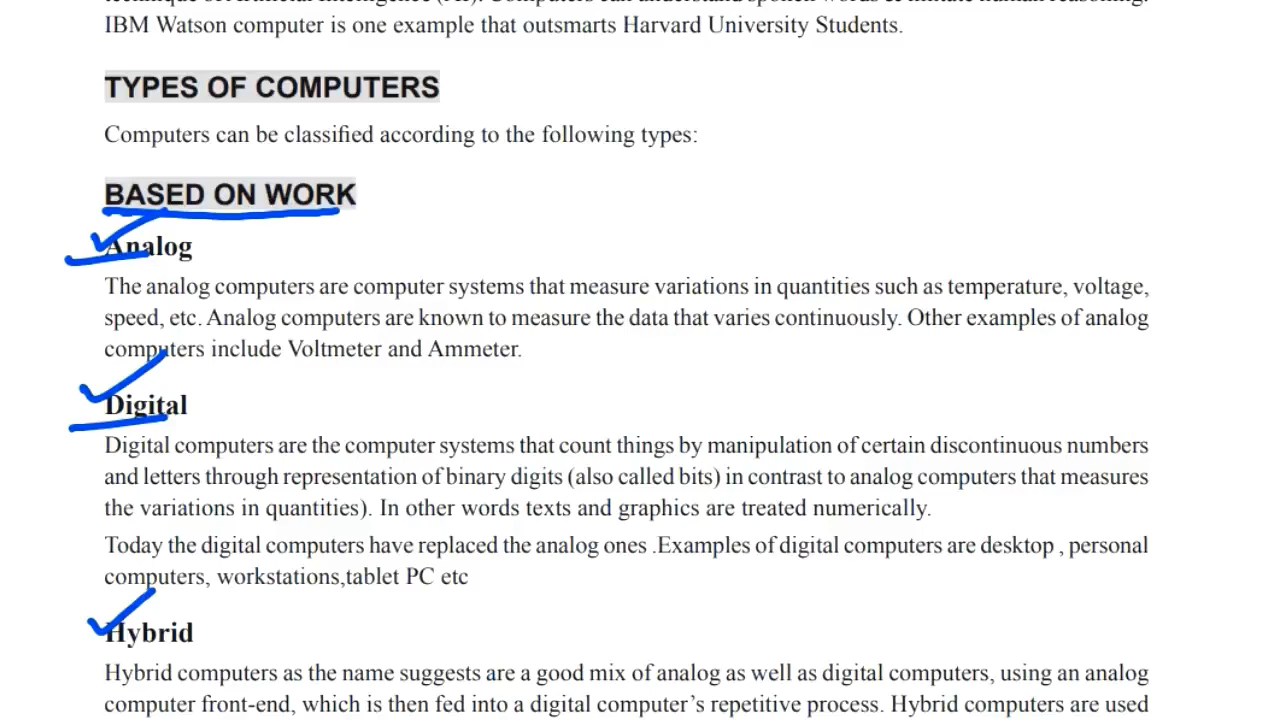 IBM Watson computer is one example that outsmarts Harvard University Students.
TYPES OF COMPUTERS
Computers can be classified according to the following types:
BASED ON WORK
Analog
The analog computers are computer systems that measure variations in quantities such as temperature, voltage,
speed, etc. Analog computers are known to measure the data that varies continuously. Other examples of analog
computers include Voltmeter and Ammeter.
Digital
Digital computers are the computer systems that count things by manipulation of certain discontinuous numbers
and letters through representation of binary digits (also called bits) in contrast to analog computers that measures
the variations in quantities). In other words texts and graphics are treated numerically.
Today the digital computers have replaced the analog ones .Examples of digital computers are desktop , personal
computers, workstations,tablet PC etc
Hybrid
Hybrid computers as the name suggests are a good mix of analog as well as digital computers, using an analog
computer front-end, which is then fed into a digital computer’s repetitive process. Hybrid computers are used